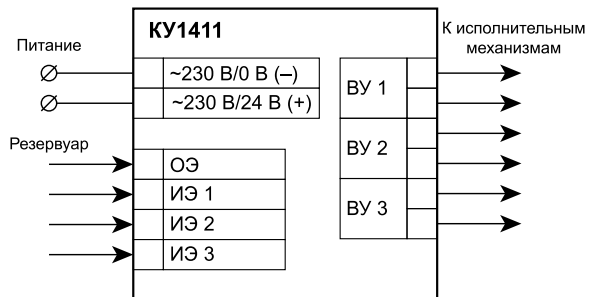 КУ1411
Питание
~230 В/0 В (–)
~230 В/24 В (+)
Резервуар
ОЭ
ИЭ 1
ИЭ 2
ИЭ 3
К исполнительным
механизмам
ВУ 1
ВУ 2
ВУ 3